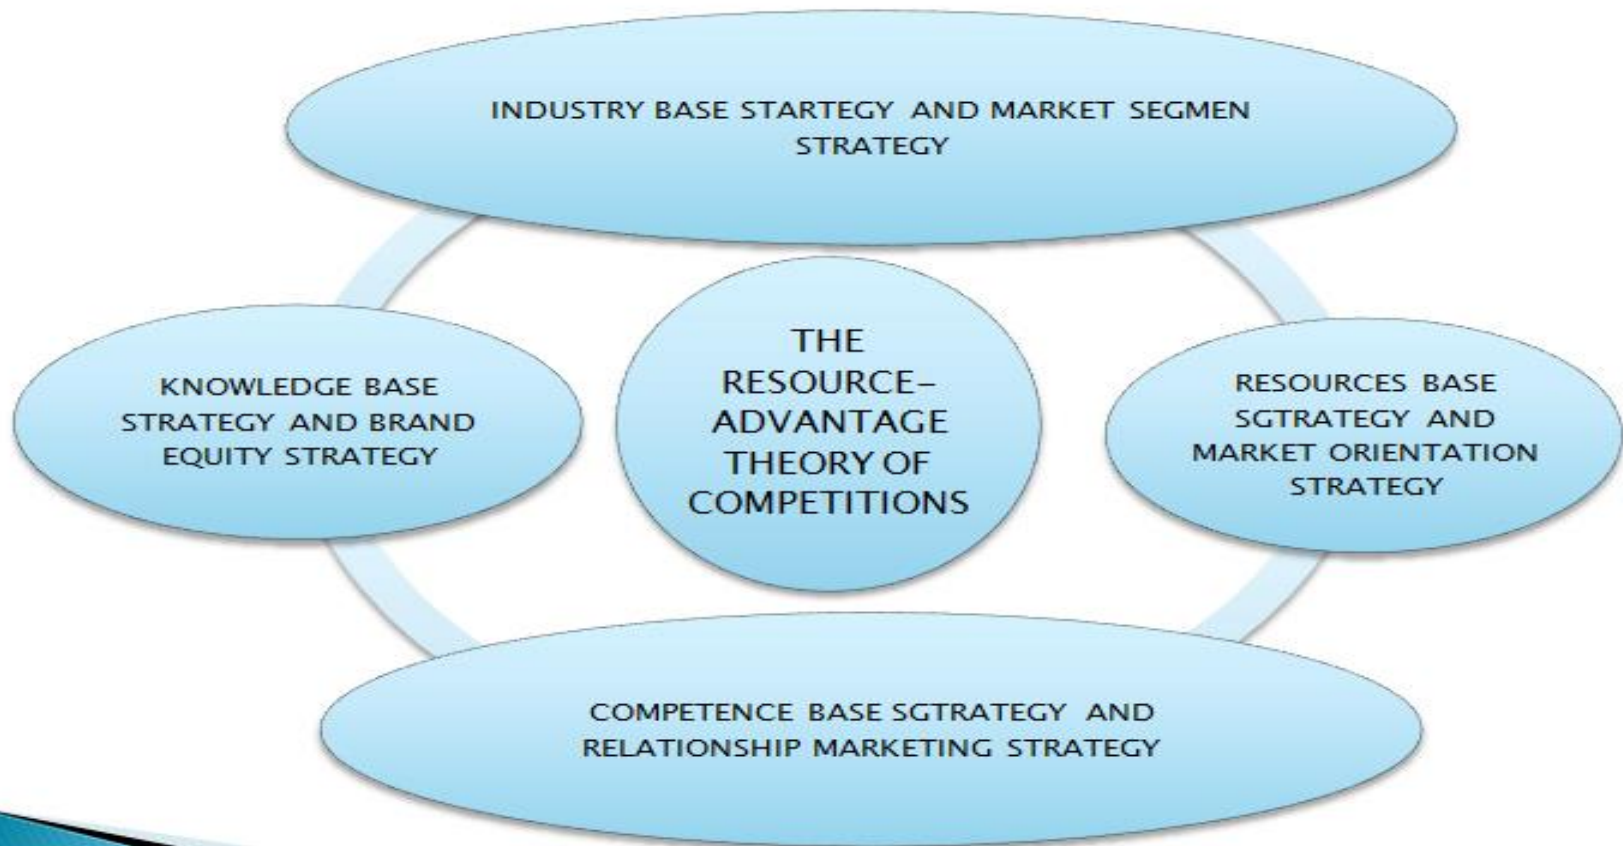 INDUSTRY BASE STARTEGY AND MARKET SEGMEN
STRATEGY
KNOWLEDGE BASE
STRATEGY AND BRAND
EQUITY STRATEGY
THE
RESOURCE-
ADVANTAGE
THEORY OF
COMPETITIONS
RESOURCES BASE
SGTRATEGY AND
MARKET ORIENTATION
STRATEGY
COMPETENCE BASE SGTRATEGY AND
RELATIONSHIP MARKETING STRATEGY